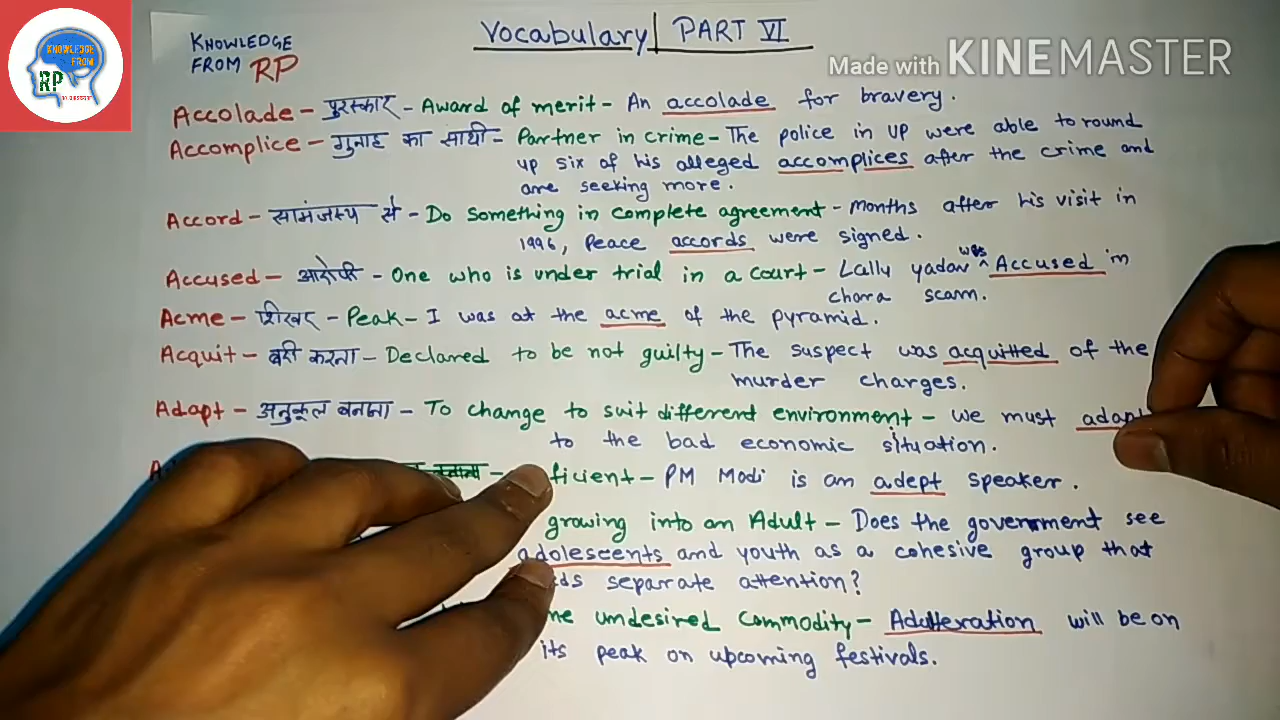 KNOWLEDGE FROM
RP
KNOWLEDGE
FROM RP
Vocabulary | PART VI
Made with KINEMASTER
Accolade - पुरस्कार - Award of merit - An accolade for bravery.
Accomplice - गुनाह का साथी - Partner in crime - The police in UP were able to round
up six of his alleged accomplices after the crime and
are seeking more.
Accord - सामंजस्य से - Do something in complete agreement - Months after his visit in
1996, Peace accords were signed.
Accused - आरोपी - One who is under trial in a court - Lally yadav was Accused in
chara scam.
Acme - शिखर - Peak - I was at the acme of the pyramid.
Acquit - बरी करना - Declared to be not guilty - The suspect was acquitted of the
murder charges.
Adapt - अनुकूल बनाना - To change to suit different environment - We must adapt
to the bad economic situation.
ficient - PM Modi is an adept speaker.
growing into an Adult - Does the government see
adolescents and youth as a cohesive group that
separate attention?
undesired commodity - Adulteration will be on
its peak on upcoming festivals.